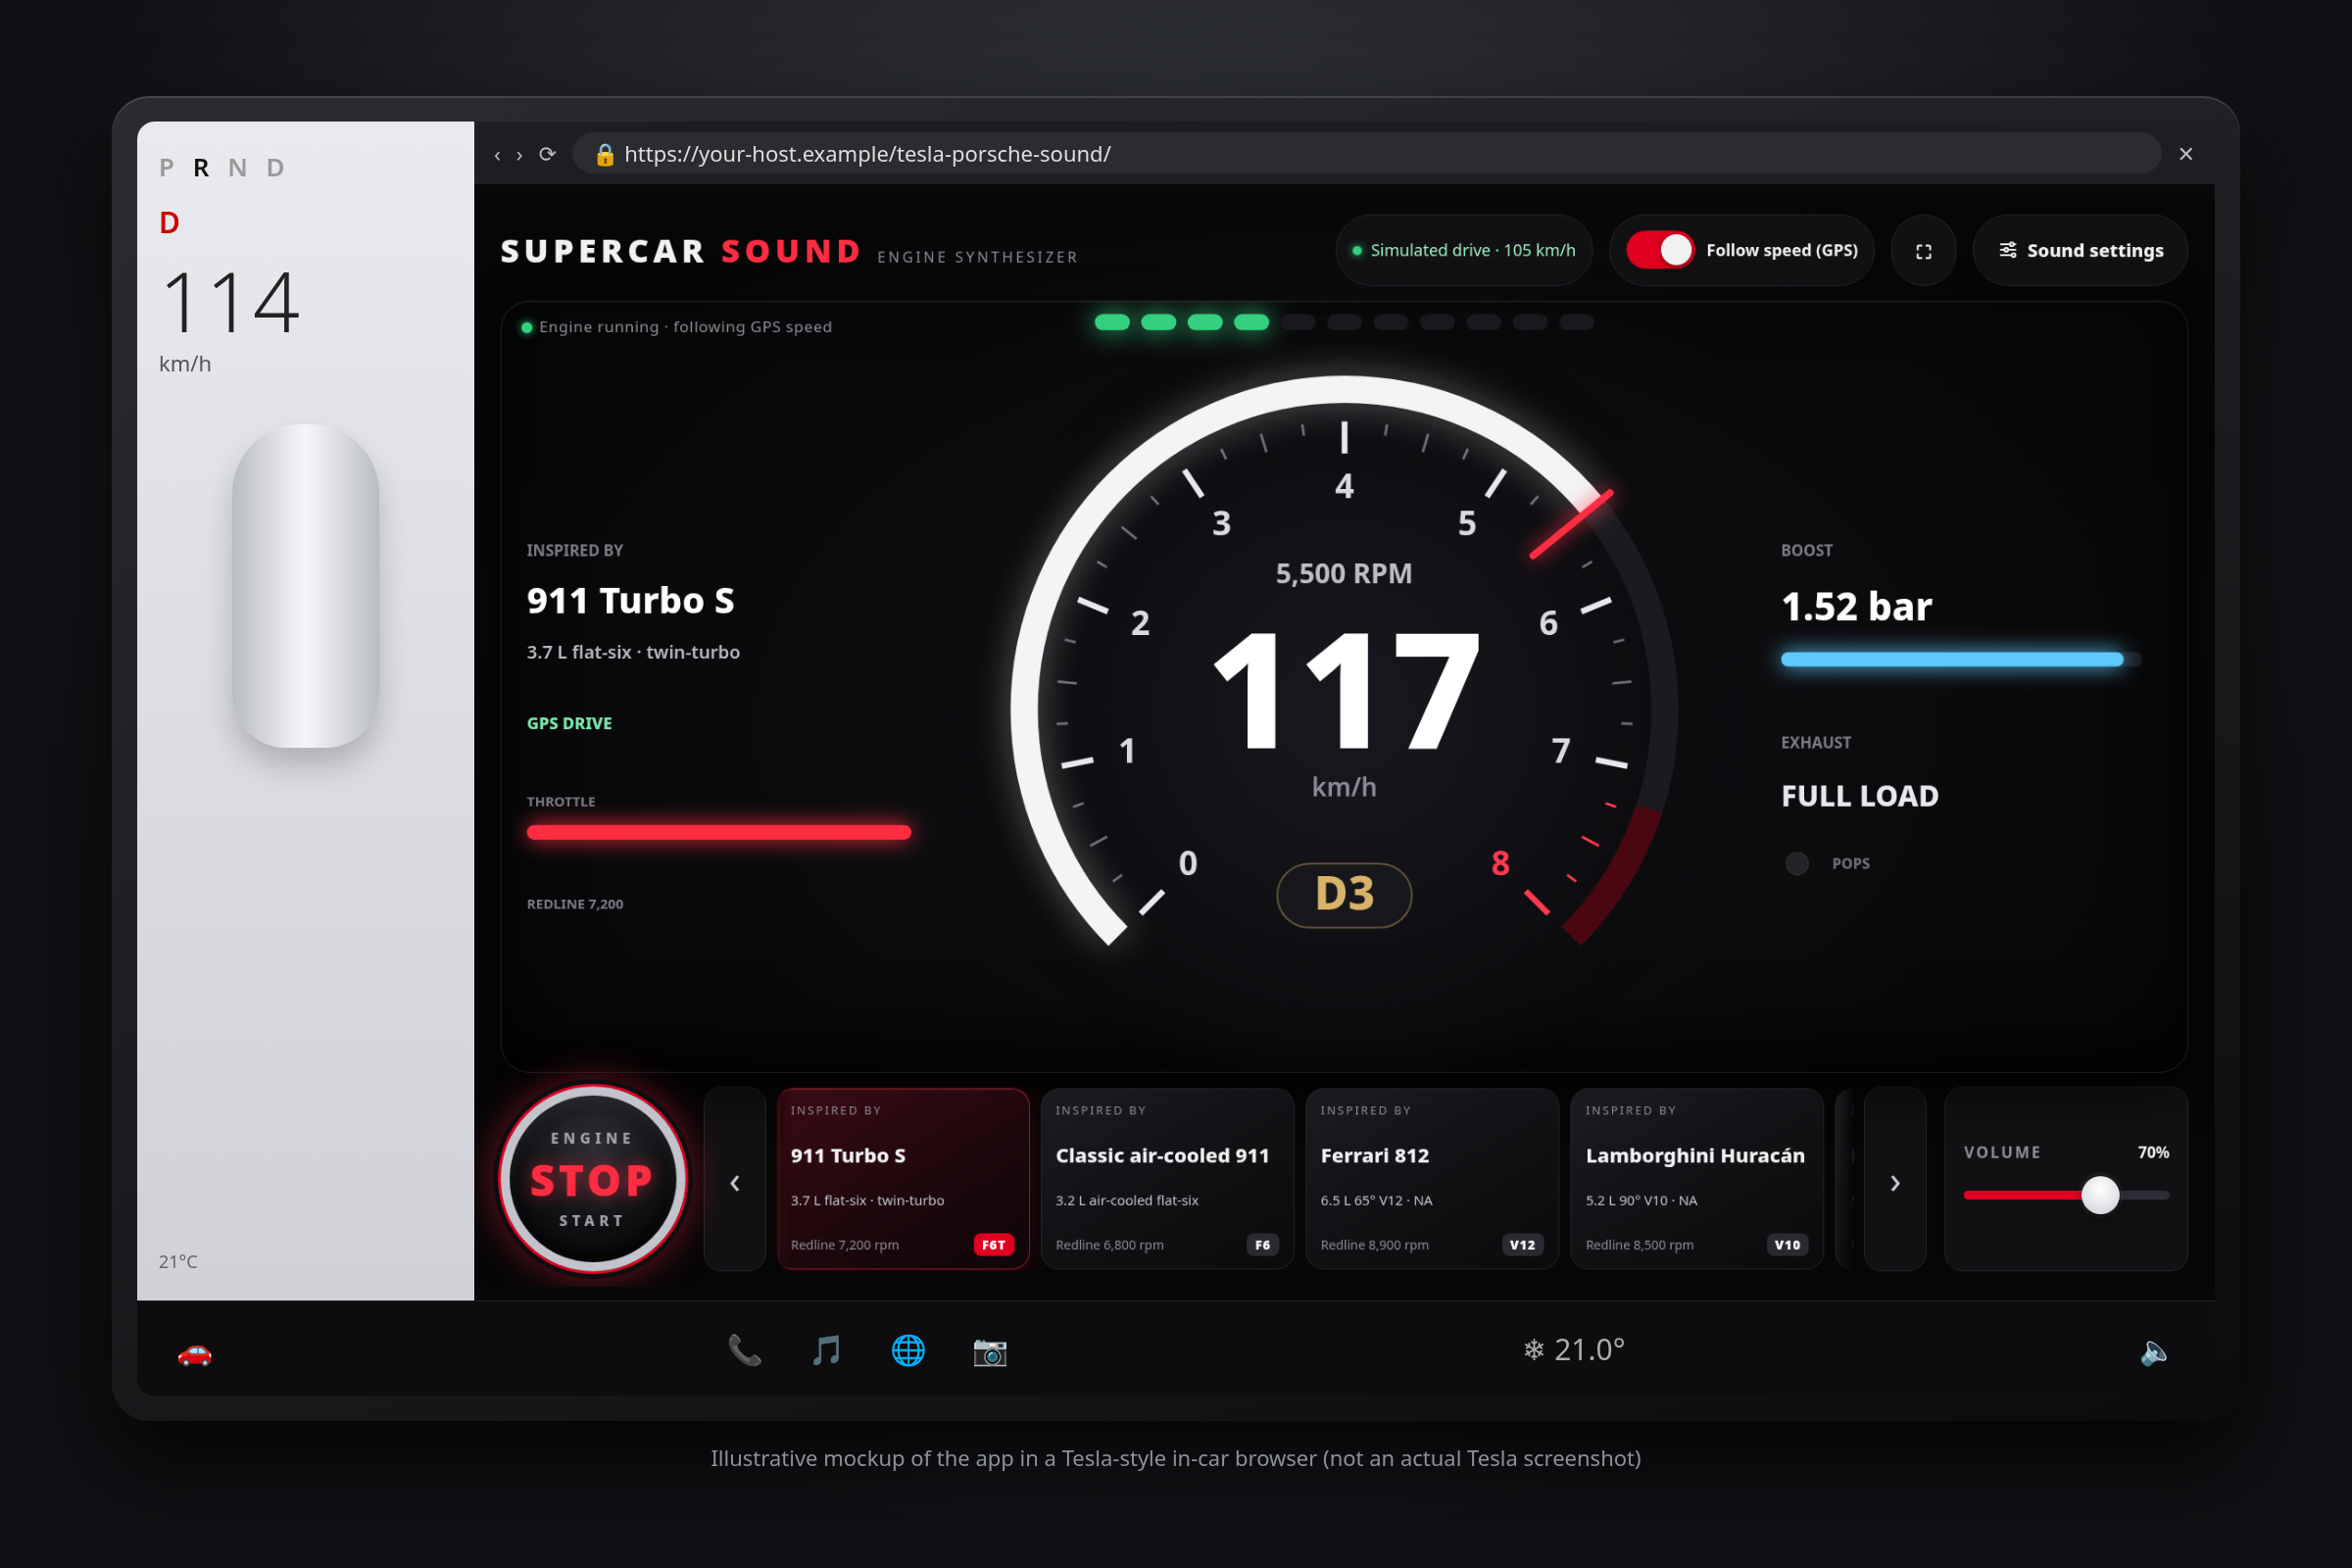 P R N D
D
114
km/h
21°C
https://your-host.example/tesla-porsche-sound/
SUPERCAR SOUND ENGINE SYNTHESIZER
Simulated drive · 105 km/h
Follow speed (GPS)
Sound settings
Engine running · following GPS speed
INSPIRED BY
911 Turbo S
3.7 L flat-six · twin-turbo
GPS DRIVE
THROTTLE
REDLINE 7,200
0
1
2
3
4
5
6
7
8
5,500 RPM
117
km/h
D3
BOOST
1.52 bar
EXHAUST
FULL LOAD
POPS
ENGINE
STOP
START
‹
INSPIRED BY
911 Turbo S
3.7 L flat-six · twin-turbo
Redline 7,200 rpm F6T
INSPIRED BY
Classic air-cooled 911
3.2 L air-cooled flat-six
Redline 6,800 rpm F6
INSPIRED BY
Ferrari 812
6.5 L 65° V12 · NA
Redline 8,900 rpm V12
INSPIRED BY
Lamborghini Huracán
5.2 L 90° V10 · NA
Redline 8,500 rpm V10
›
VOLUME 70%
21.0°
Illustrative mockup of the app in a Tesla-style in-car browser (not an actual Tesla screenshot)